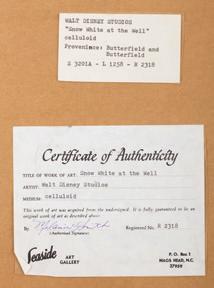 WALT DISNEY STUDIOS
"Snow White at the Well"
celluloid
Provenience: Butterfield and
Butterfield
S 3201A - L 1258 - R 2318
Certificate of Authenticity
TITLE OF WORK OF ART: Snow White at the Well
ARTIST: Walt Disney Studios
MEDIUM: celluloid
This work of art was acquired from the undersigned. It is fully guaranteed to be an
original work of art as described above.
By
Registered No. R 2318
(Authorized Signature)
Seaside ART
GALLERY
P. O. Box 1
NAGS HEAD, N.C.
27959